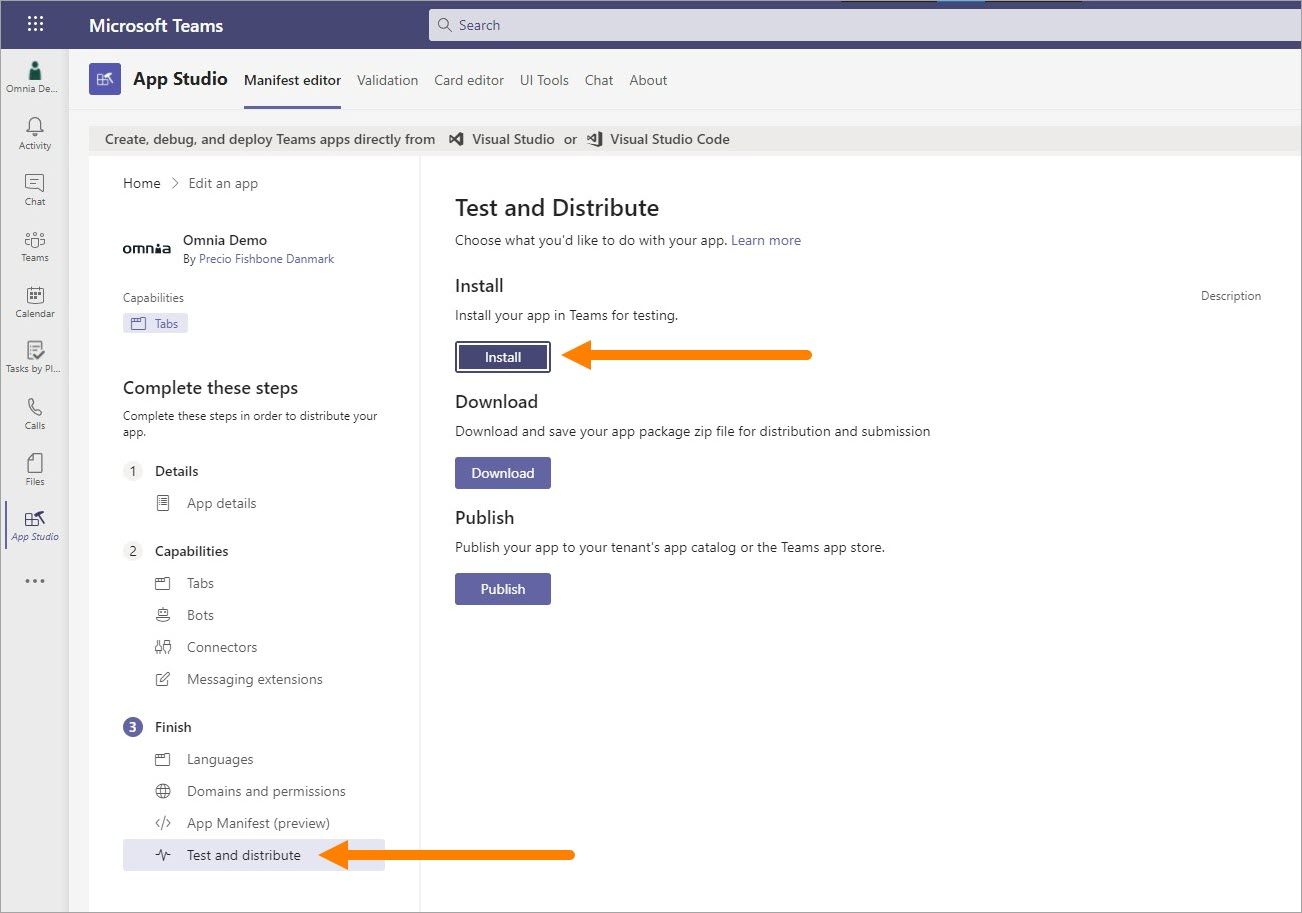 Microsoft Teams
Search
Omnia De...
Activity
Chat
Teams
Calendar
Tasks by Pl...
Calls
Files
App Studio
App Studio
Manifest editor
Validation
Card editor
UI Tools
Chat
About
Create, debug, and deploy Teams apps directly from Visual Studio or Visual Studio Code
Home
Edit an app
omnia
Omnia Demo
By Precio Fishbone Danmark
Capabilities
Tabs
Complete these steps
Complete these steps in order to distribute your
app.
1 Details
App details
2 Capabilities
Tabs
Bots
Connectors
Messaging extensions
3 Finish
Languages
Domains and permissions
</> App Manifest (preview)
Test and distribute
Test and Distribute
Choose what you'd like to do with your app. Learn more
Install
Description
Install your app in Teams for testing.
Install
Download
Download and save your app package zip file for distribution and submission
Download
Publish
Publish your app to your tenant's app catalog or the Teams app store.
Publish